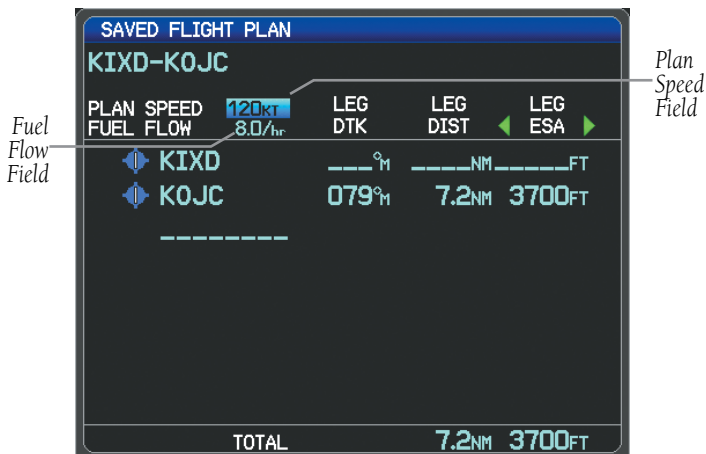 SAVED FLIGHT PLAN
KIXD-KOJC
Plan
Speed
Field
PLAN SPEED 120KT LEG LEG LEG
FUEL FLOW 8.0/hr DTK DIST ESA
Fuel
Flow
Field
KIXD ___°M ____NM _____FT
KOJC 079°M 7.2NM 3700FT
________
TOTAL 7.2NM 3700FT